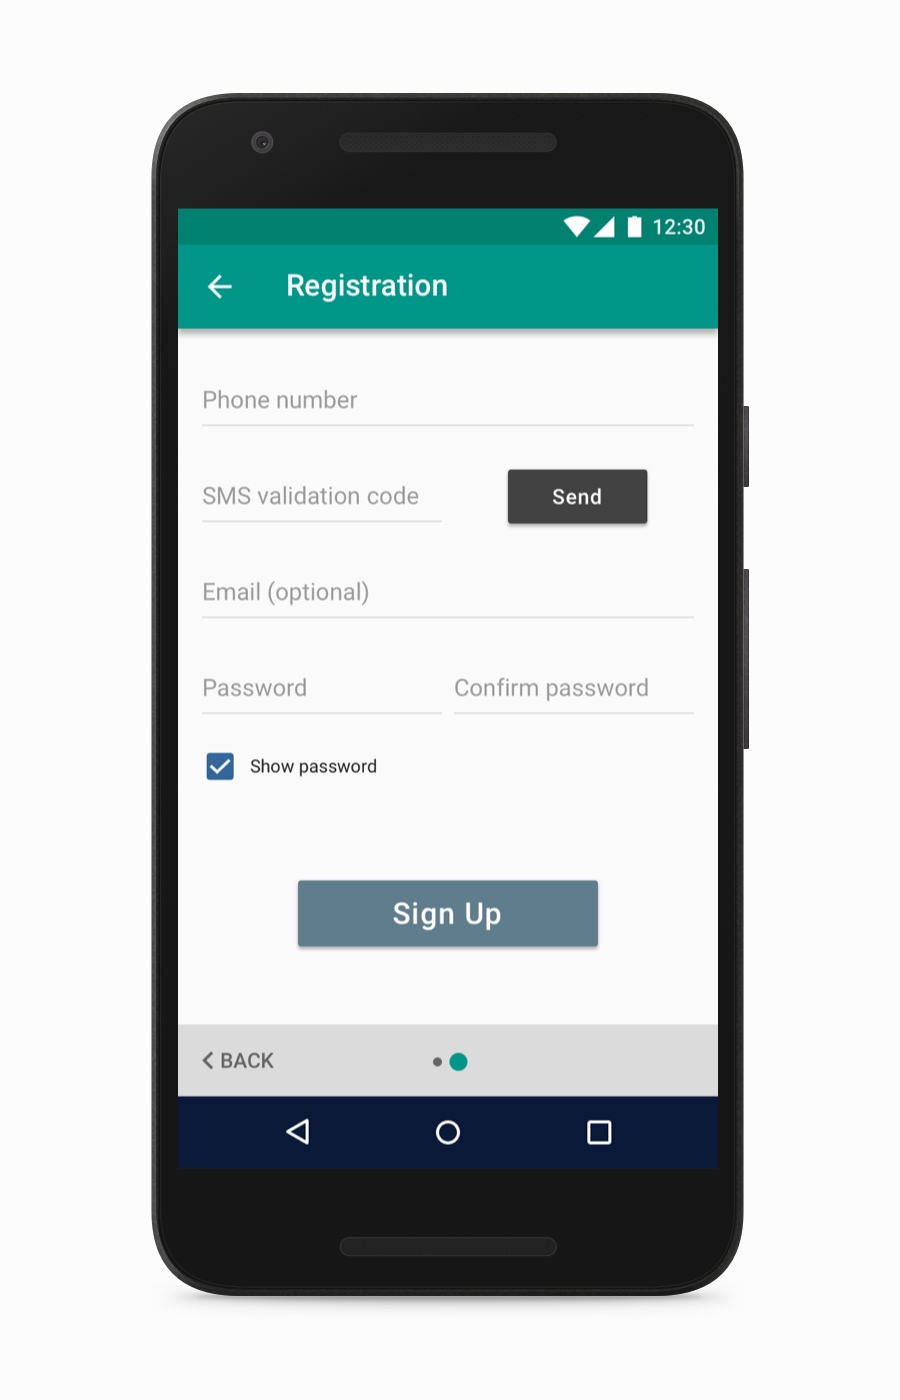 12:30
Registration
Phone number
SMS validation code
Send
Email (optional)
Password Confirm password
Show password
Sign Up
BACK